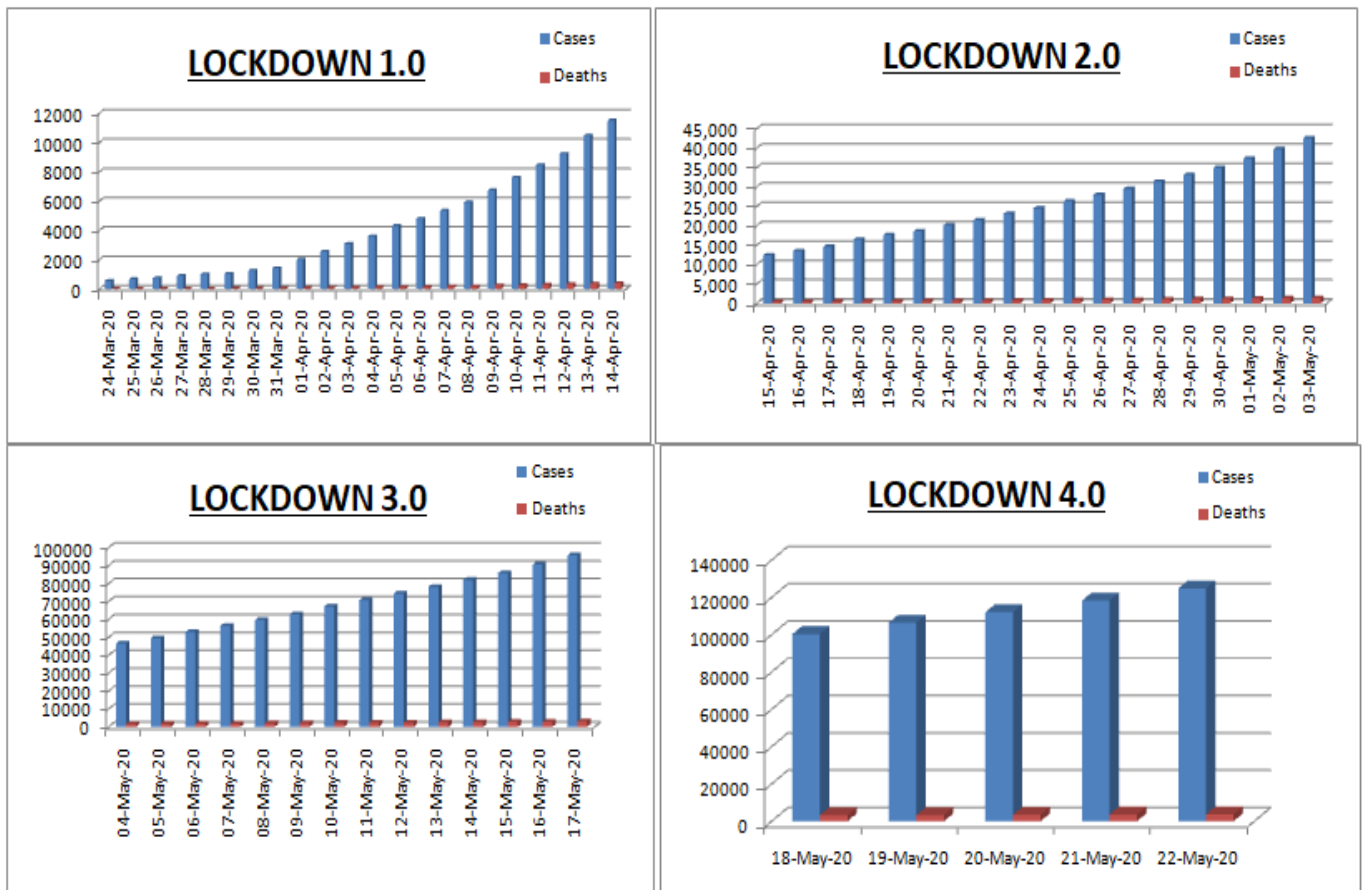 LOCKDOWN 1.0
Cases
Deaths
12000
10000
8000
6000
4000
2000
0
24-Mar-20
25-Mar-20
26-Mar-20
27-Mar-20
28-Mar-20
29-Mar-20
30-Mar-20
31-Mar-20
01-Apr-20
02-Apr-20
03-Apr-20
04-Apr-20
05-Apr-20
06-Apr-20
07-Apr-20
08-Apr-20
09-Apr-20
10-Apr-20
11-Apr-20
12-Apr-20
13-Apr-20
14-Apr-20
LOCKDOWN 2.0
Cases
Deaths
45,000
40,000
35,000
30,000
25,000
20,000
15,000
10,000
5,000
0
15-Apr-20
16-Apr-20
17-Apr-20
18-Apr-20
19-Apr-20
20-Apr-20
21-Apr-20
22-Apr-20
23-Apr-20
24-Apr-20
25-Apr-20
26-Apr-20
27-Apr-20
28-Apr-20
29-Apr-20
30-Apr-20
01-May-20
02-May-20
03-May-20
LOCKDOWN 3.0
Cases
Deaths
100000
90000
80000
70000
60000
50000
40000
30000
20000
10000
0
04-May-20
05-May-20
06-May-20
07-May-20
08-May-20
09-May-20
10-May-20
11-May-20
12-May-20
13-May-20
14-May-20
15-May-20
16-May-20
17-May-20
LOCKDOWN 4.0
Cases
Deaths
140000
120000
100000
80000
60000
40000
20000
0
18-May-20
19-May-20
20-May-20
21-May-20
22-May-20